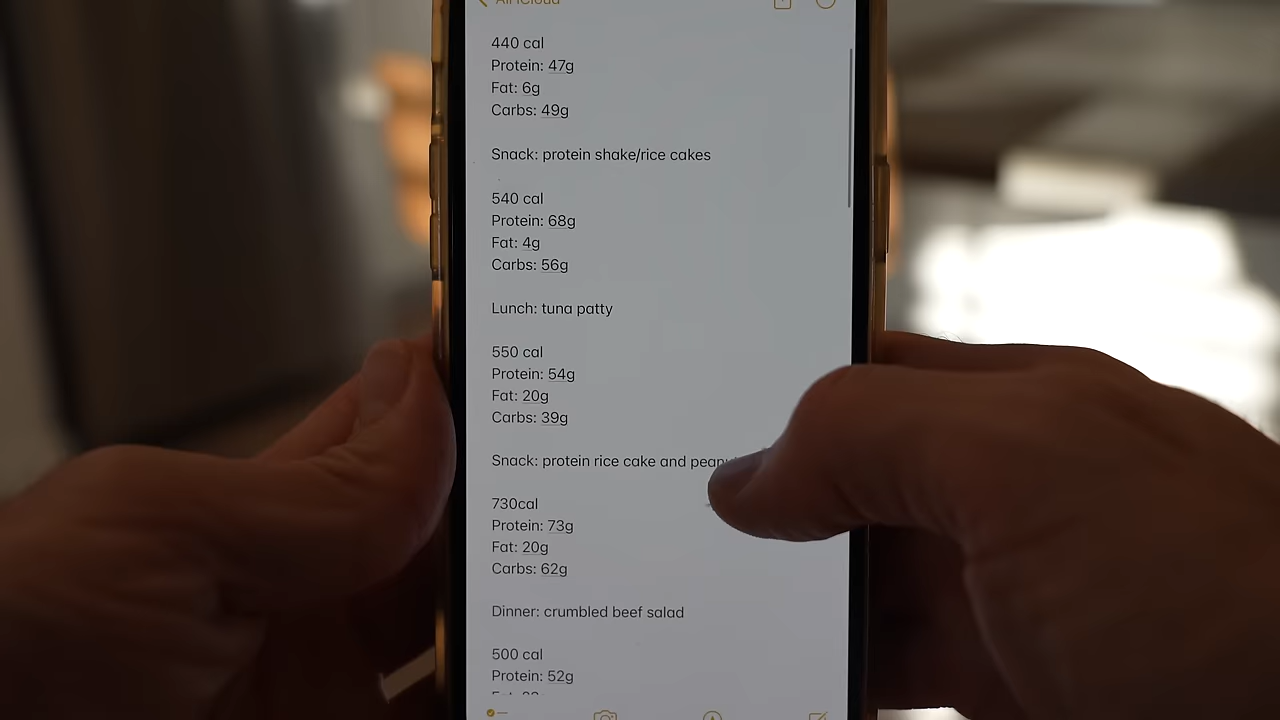 440 cal
Protein: 47g
Fat: 6g
Carbs: 49g
Snack: protein shake/rice cakes
540 cal
Protein: 68g
Fat: 4g
Carbs: 56g
Lunch: tuna patty
550 cal
Protein: 54g
Fat: 20g
Carbs: 39g
Snack: protein rice cake and
730cal
Protein: 73g
Fat: 20g
Carbs: 62g
Dinner: crumbled beef salad
500 cal
Protein: 52g